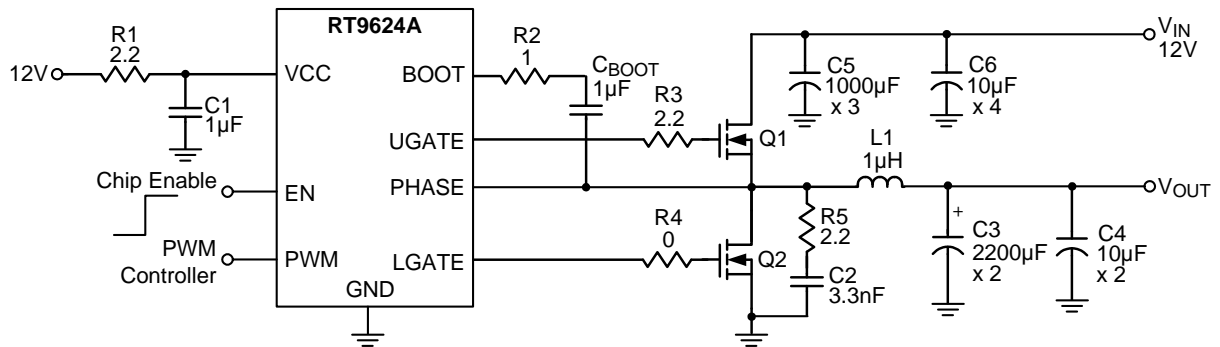 RT9624A
R1
2.2
12V
VCC
C1
1µF
Chip Enable
EN
PWM
Controller
PWM
GND
BOOT
UGATE
PHASE
LGATE
R2
1
CBOOT
1µF
R3
2.2
R4
0
Q1
Q2
R5
2.2
C2
3.3nF
L1
1µH
C5
1000µF
x 3
C6
10µF
x 4
VIN
12V
VOUT
+
C3
2200µF
x 2
C4
10µF
x 2